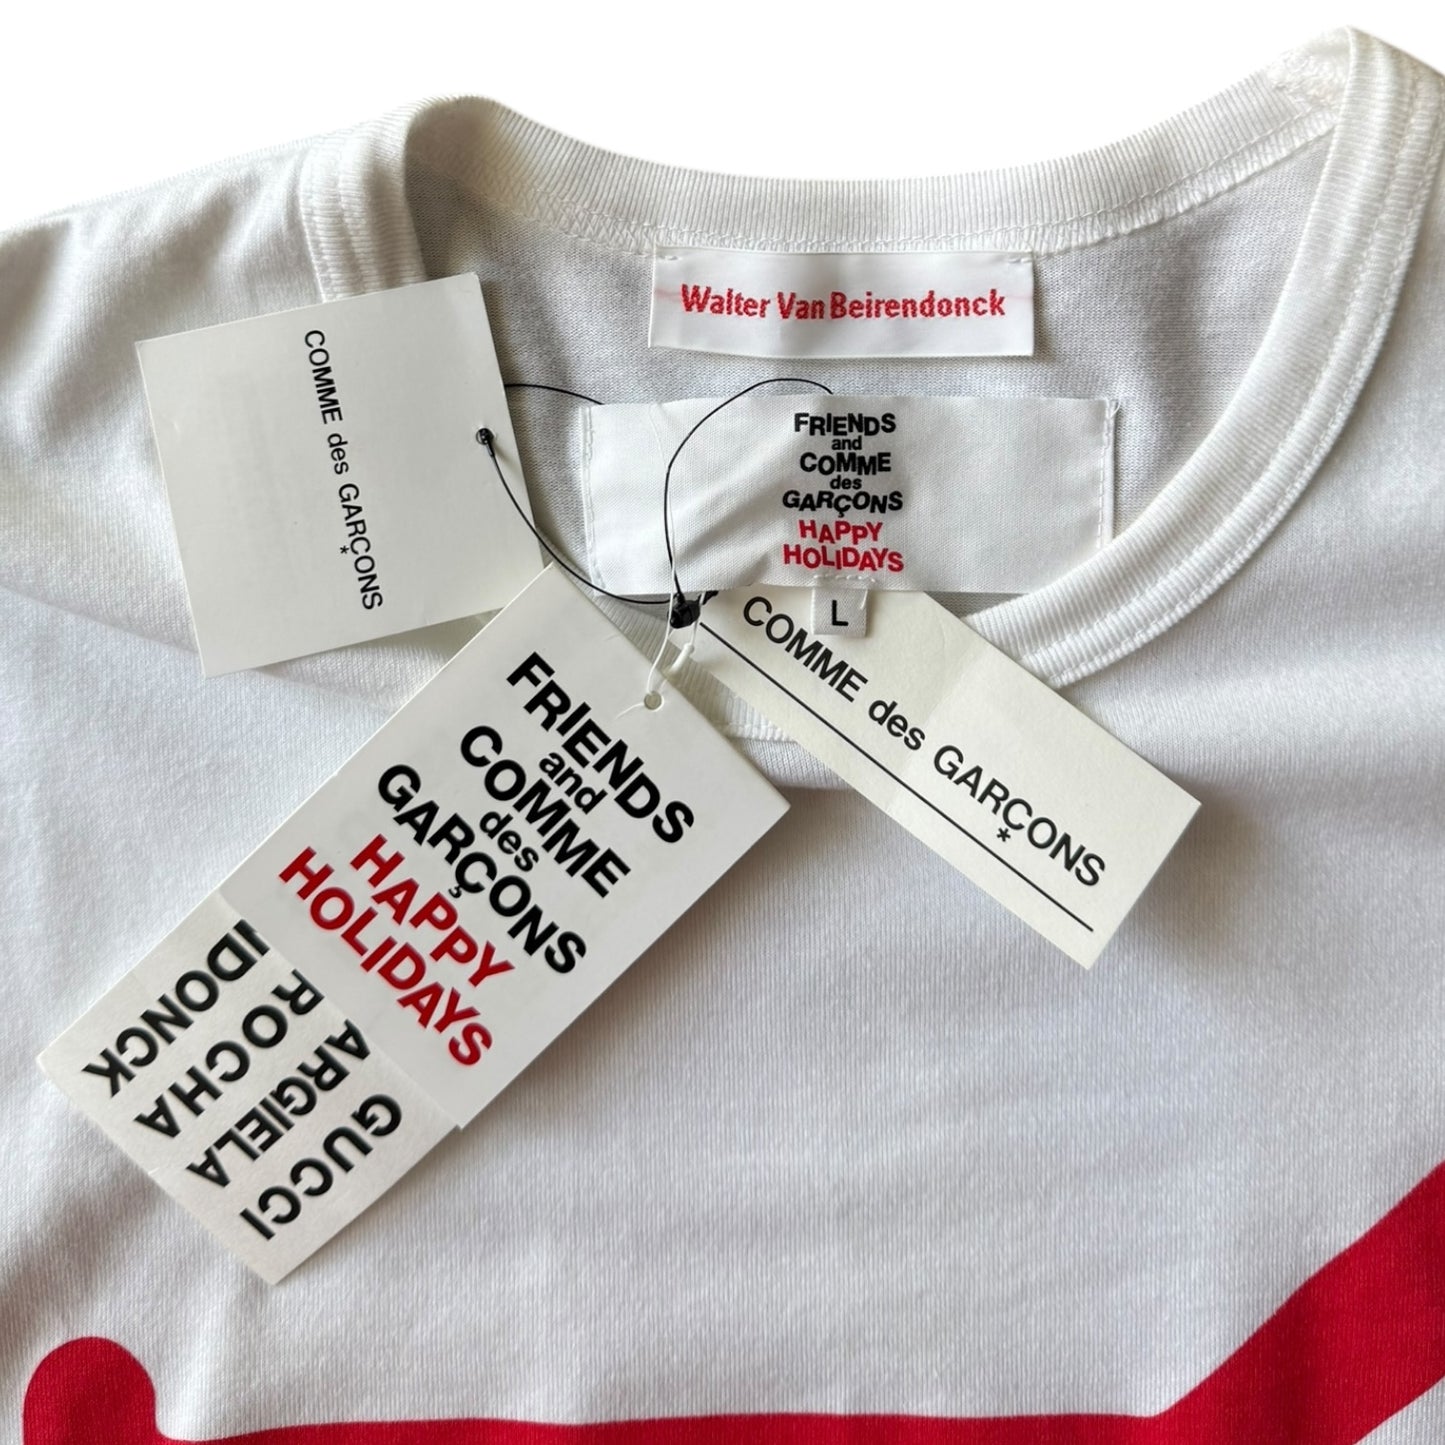 Walter Van Beirendonck
FRIENDS
and
COMME
des
GARÇONS
HAPPY
HOLIDAYS
L
COMME des GARÇONS
*
COMME des GARÇONS
*
FRIENDS
and
COMME
des
GARÇONS
HAPPY
HOLIDAYS
GUCCI
ARGIELA
ROCHA
IDONCK